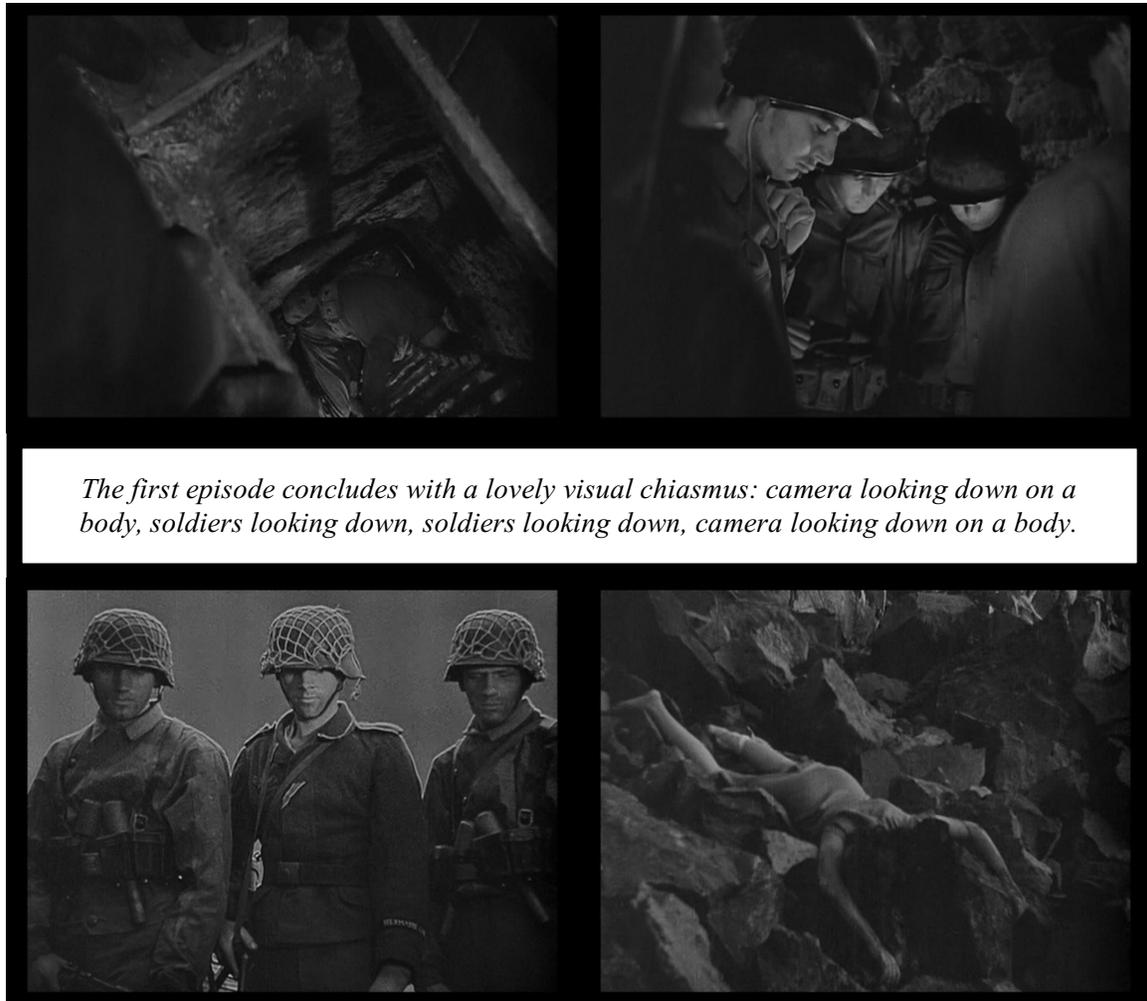 The first episode concludes with a lovely visual chiasmus: camera looking down on a
body, soldiers looking down, soldiers looking down, camera looking down on a body.